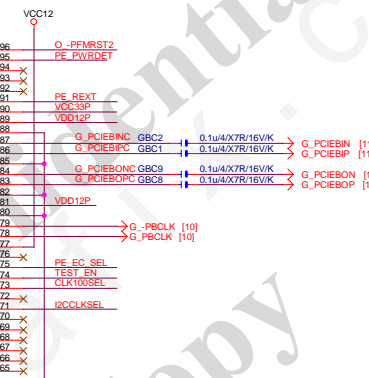 VCC12
96 O_-PFMRST2
95 PE_PWRDET
94
93
92
91 PE_REXT
90 VCC33P
89 VDD12P
88
87 G_PCIEBINC GBC2 0.1u/4/X7R/16V/K G_PCIEBIN
86 G_PCIEBIPC GBC1 0.1u/4/X7R/16V/K G_PCIEBIP
85
84 G_PCIEBONC GBC9 0.1u/4/X7R/16V/K G_PCIEBON
83 G_PCIEBOPC GBC8 0.1u/4/X7R/16V/K G_PCIEBOP
82
81 VDD12P
80
79 G_-PBCLK [10]
78 G_PBCLK [10]
77
76
75 PE_EC_SEL
74 TEST_EN
73 CLK100SEL
72
71 I2CCLKSEL
70
69
68
67
66
65